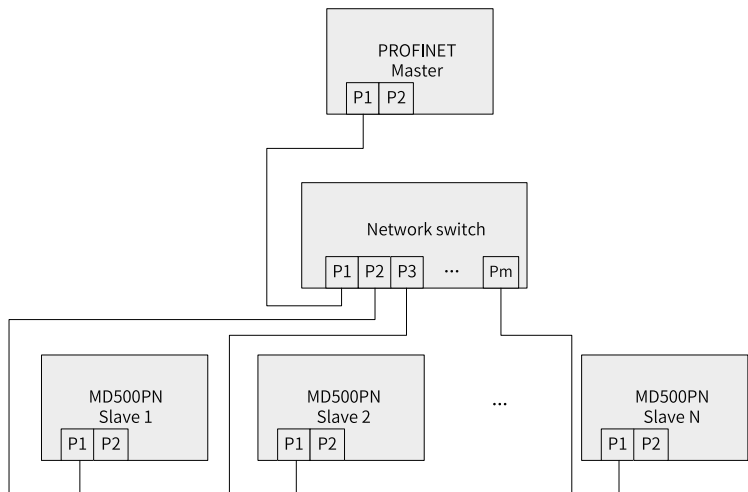 PROFINET
Master
P1 P2
Network switch
P1 P2 P3 ... Pm
MD500PN
Slave 1
P1 P2
MD500PN
Slave 2
P1 P2
...
MD500PN
Slave N
P1 P2